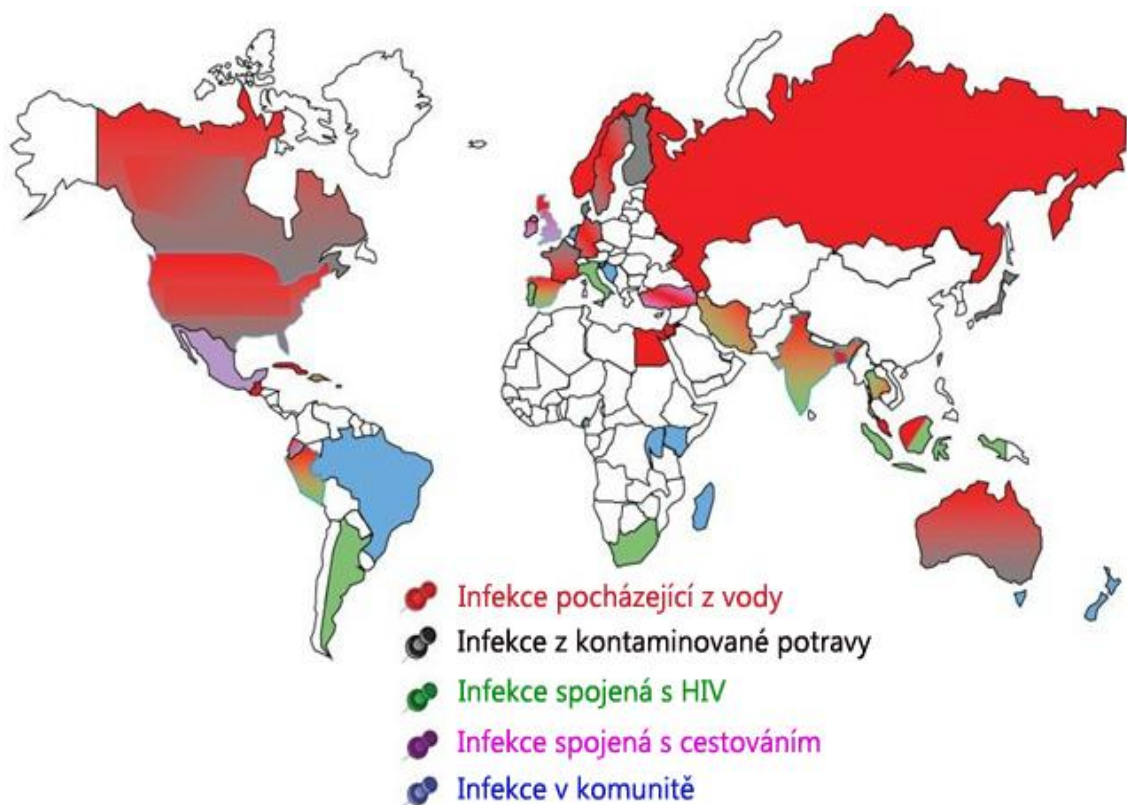 Infekce pocházející z vody
Infekce z kontaminované potravy
Infekce spojená s HIV
Infekce spojená s cestováním
Infekce v komunitě